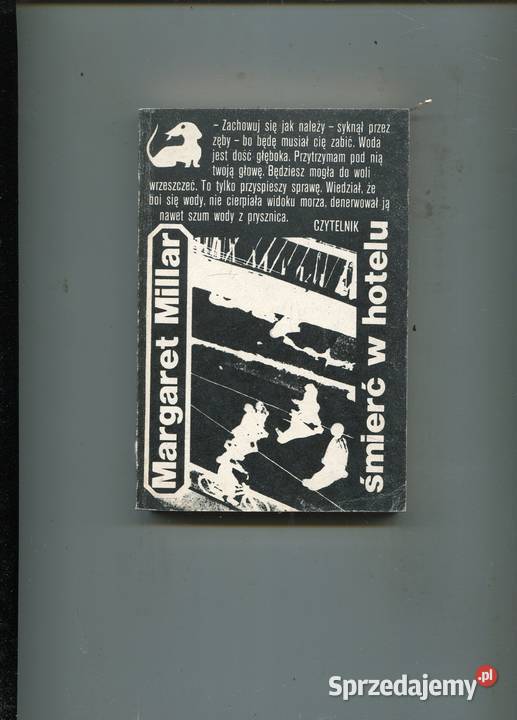 – Zachowuj się jak należy – syknął przez
zęby – bo będę musiał cię zabić. Woda
jest dość głęboka. Przytrzymam pod nią
twoją głowę. Będziesz mogła do woli
wrzeszczeć. To tylko przyspieszy sprawę. Wiedział, że
boi się wody, nie cierpiała widoku morza, denerwował ją
nawet szum wody z prysznica. CZYTELNIK
Margaret Millar
śmierć w hotelu
Sprzedajemy.pl